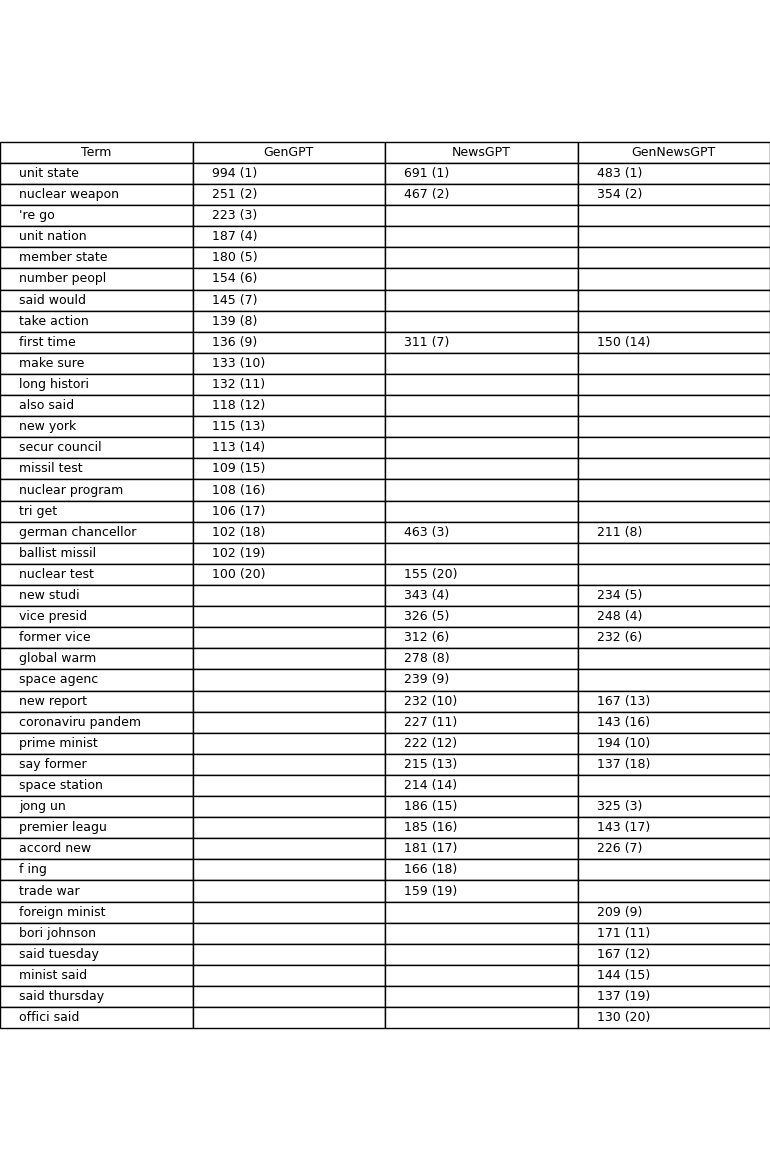 Term GenGPT NewsGPT GenNewsGPT
unit state 994 (1) 691 (1) 483 (1)
nuclear weapon 251 (2) 467 (2) 354 (2)
're go 223 (3)
unit nation 187 (4)
member state 180 (5)
number peopl 154 (6)
said would 145 (7)
take action 139 (8)
first time 136 (9) 311 (7) 150 (14)
make sure 133 (10)
long histori 132 (11)
also said 118 (12)
new york 115 (13)
secur council 113 (14)
missil test 109 (15)
nuclear program 108 (16)
tri get 106 (17)
german chancellor 102 (18) 463 (3) 211 (8)
ballist missil 102 (19)
nuclear test 100 (20) 155 (20)
new studi 343 (4) 234 (5)
vice presid 326 (5) 248 (4)
former vice 312 (6) 232 (6)
global warm 278 (8)
space agenc 239 (9)
new report 232 (10) 167 (13)
coronaviru pandem 227 (11) 143 (16)
prime minist 222 (12) 194 (10)
say former 215 (13) 137 (18)
space station 214 (14)
jong un 186 (15) 325 (3)
premier leagu 185 (16) 143 (17)
accord new 181 (17) 226 (7)
f ing 166 (18)
trade war 159 (19)
foreign minist 209 (9)
bori johnson 171 (11)
said tuesday 167 (12)
minist said 144 (15)
said thursday 137 (19)
offici said 130 (20)